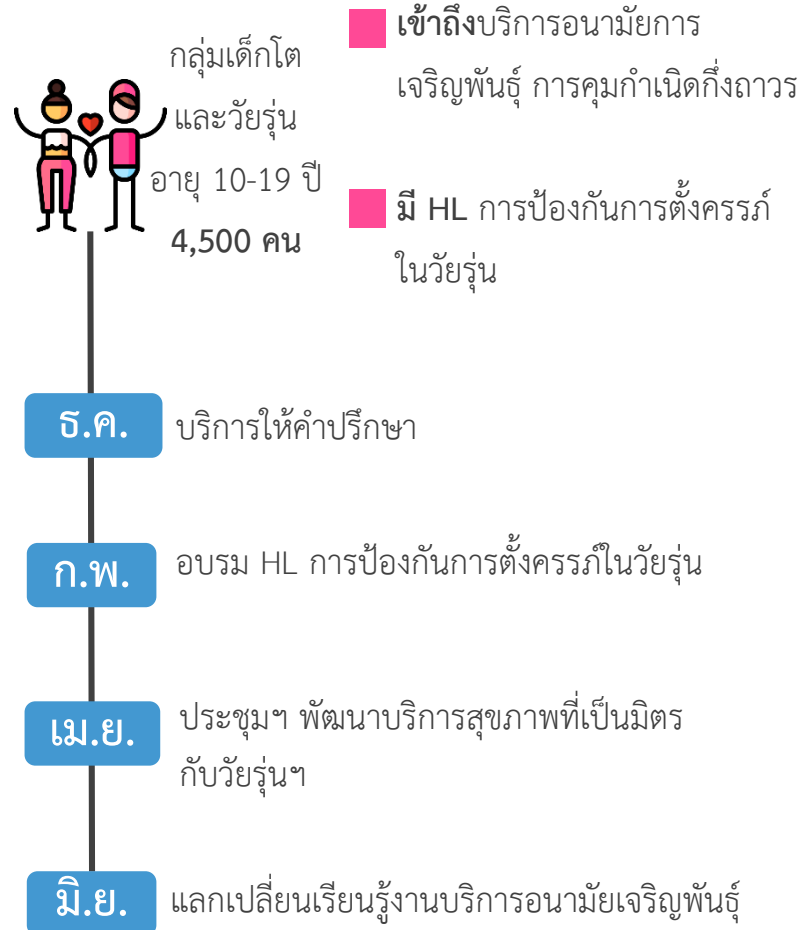 กลุ่มเด็กโต
และวัยรุ่น
อายุ 10-19 ปี
4,500 คน
เข้าถึงบริการอนามัยการ
เจริญพันธุ์ การคุมกำเนิดกึ่งถาวร
มี HL การป้องกันการตั้งครรภ์
ในวัยรุ่น
ธ.ค.
บริการให้คำปรึกษา
ก.พ.
อบรม HL การป้องกันการตั้งครรภ์ในวัยรุ่น
เม.ย.
ประชุมฯ พัฒนาบริการสุขภาพที่เป็นมิตร
กับวัยรุ่นฯ
มิ.ย.
แลกเปลี่ยนเรียนรู้งานบริการอนามัยเจริญพันธุ์